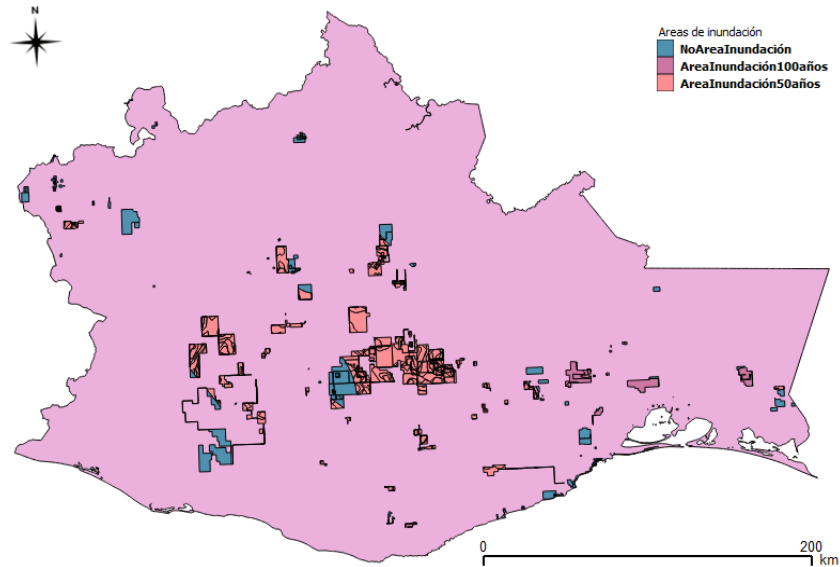 N
Areas de inundación
NoAreaInundación
AreaInundación100años
AreaInundación50años
0 200
km